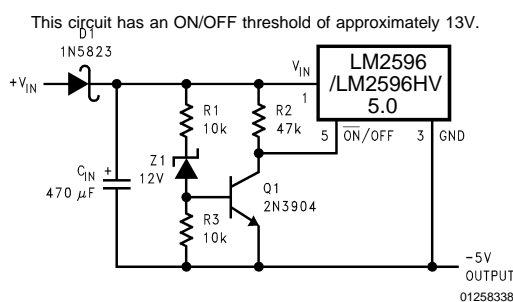 This circuit has an ON/OFF threshold of approximately 13V.
D1
1N5823
+VIN
VIN
1
LM2596
/LM2596HV
5.0
R1
10k
R2
47k
5
ON/OFF
3
GND
Z1
12V
CIN
+
470 μF
Q1
2N3904
R3
10k
-5V
OUTPUT
01258338